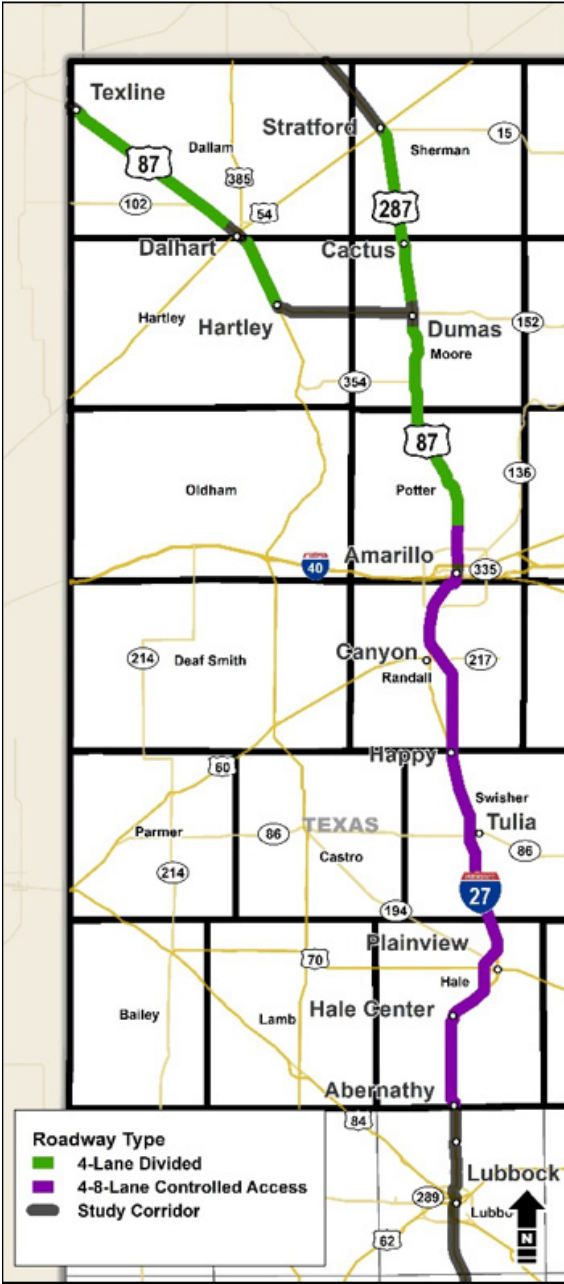 Texline
Stratford
15
Dallam
Sherman
87
385
102
54
287
Dalhart
Cactus
Hartley
Hartley
Dumas
152
Moore
354
87
136
Oldham
Potter
Amarillo
40
335
214
Deaf Smith
Canyon
217
Randall
Happy
60
Swisher
Parmer
86
TEXAS
Tulia
86
Castro
214
27
194
Plainview
70
Hale
Bailey
Lamb
Hale Center
Abernathy
84
Roadway Type
4-Lane Divided
4-8-Lane Controlled Access
Study Corridor
Lubbock
289
Lubbo
62
N